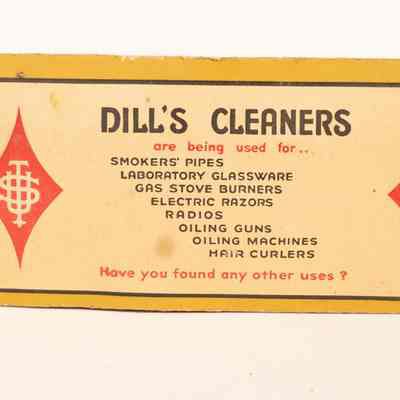 DILL'S CLEANERS
are being used for..
SMOKERS' PIPES
LABORATORY GLASSWARE
GAS STOVE BURNERS
ELECTRIC RAZORS
RADIOS
OILING GUNS
OILING MACHINES
HAIR CURLERS
Have you found any other uses ?